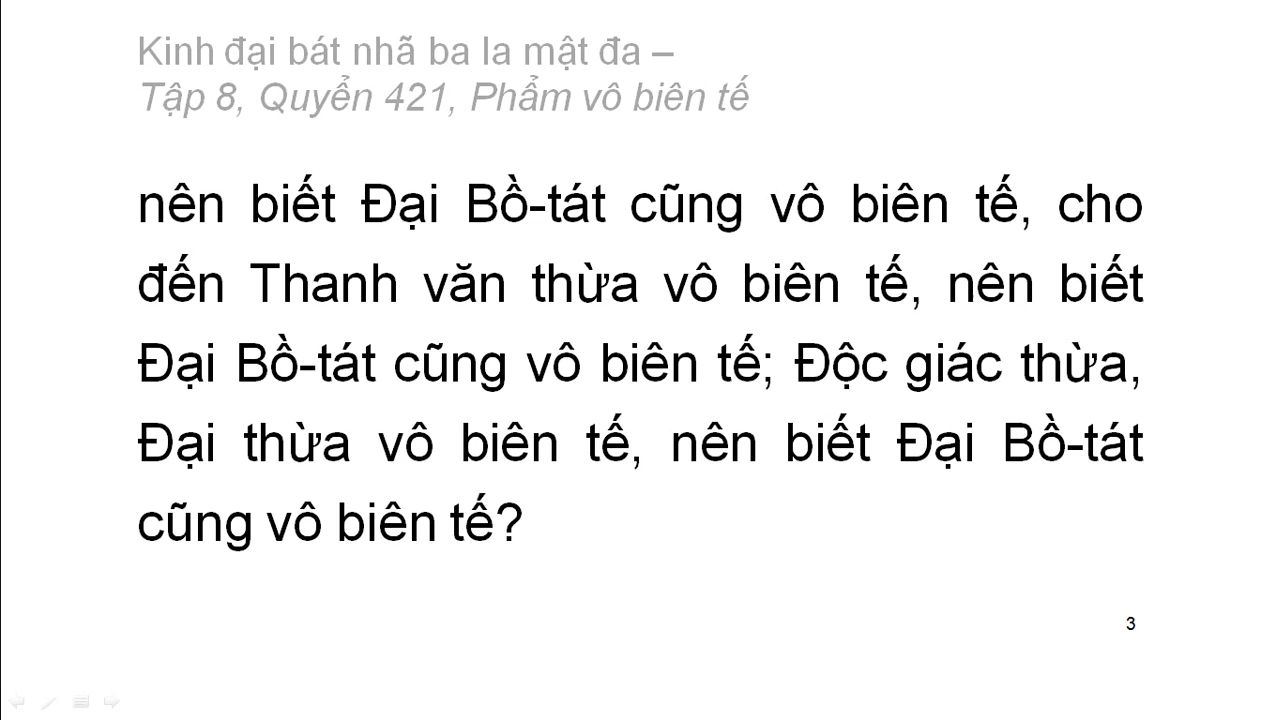 Kinh đại bát nhã ba la mật đa –
Tập 8, Quyển 421, Phẩm vô biên tế
nên biết Đại Bồ-tát cũng vô biên tế, cho
đến Thanh văn thừa vô biên tế, nên biết
Đại Bồ-tát cũng vô biên tế; Độc giác thừa,
Đại thừa vô biên tế, nên biết Đại Bồ-tát
cũng vô biên tế?
3